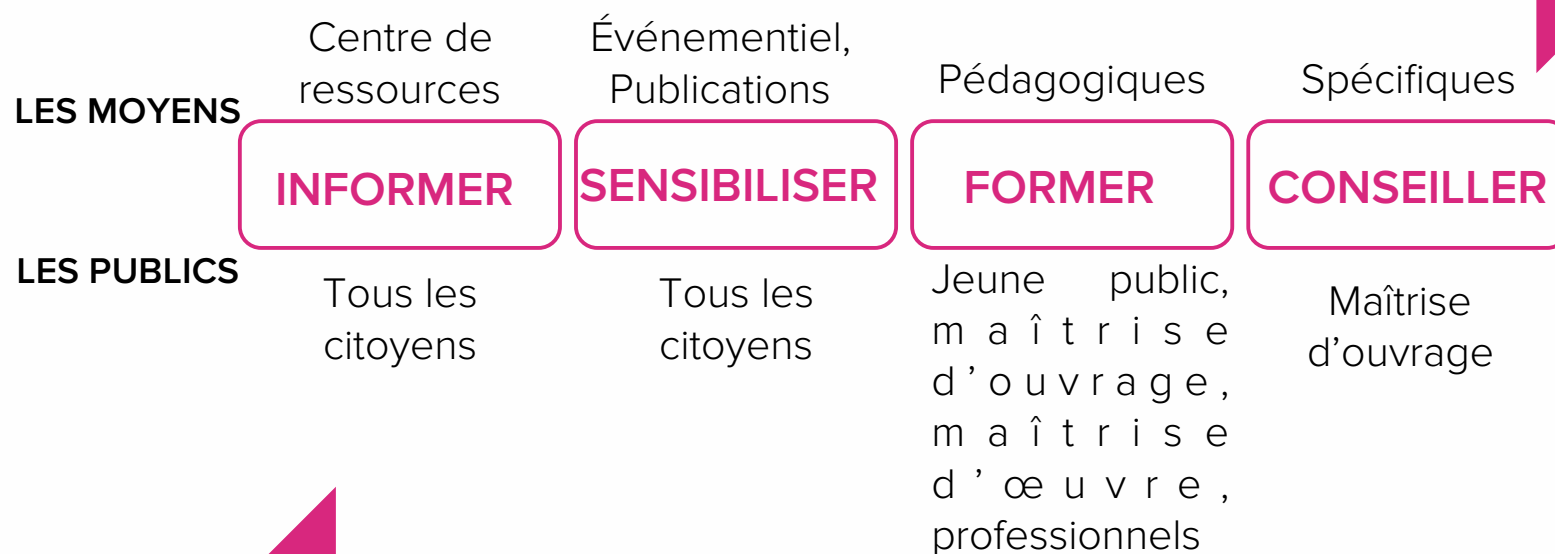 Centre de
ressources
Événementiel,
Publications
Pédagogiques
Spécifiques
LES MOYENS
INFORMER
SENSIBILISER
FORMER
CONSEILLER
LES PUBLICS
Tous les
citoyens
Tous les
citoyens
Jeune public,
maîtrise
d’ouvrage,
maîtrise
d’œuvre,
professionnels
Maîtrise
d’ouvrage